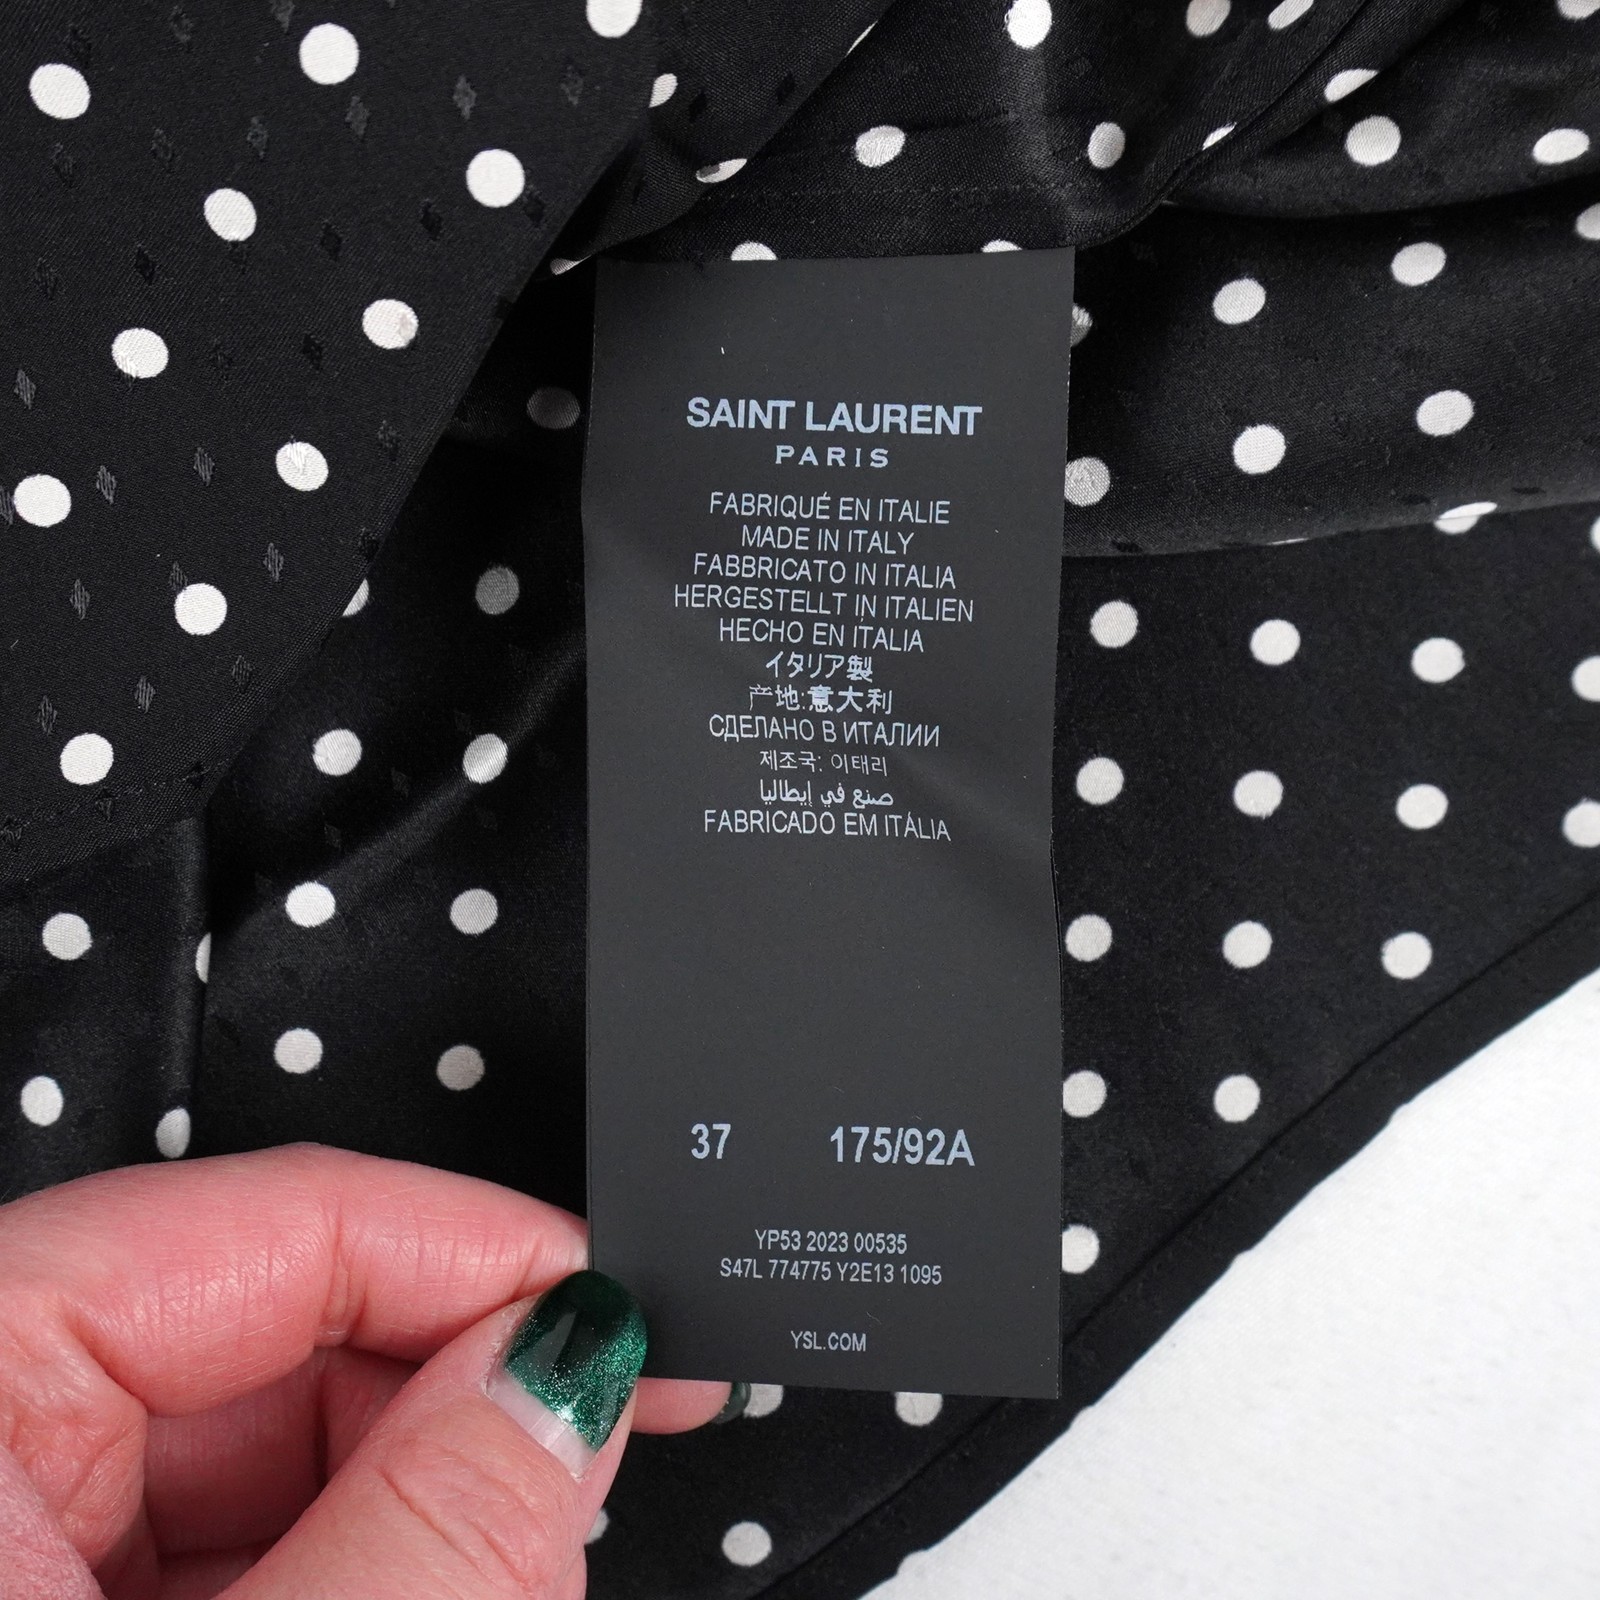 SAINT LAURENT
PARIS
FABRIQUÉ EN ITALIE
MADE IN ITALY
FABBRICATO IN ITALIA
HERGESTELLT IN ITALIEN
HECHO EN ITALIA
イタリア製
产地:意大利
СДЕЛАНО В ИТАЛИИ
제조국: 이태리
صنع في إيطاليا
FABRICADO EM ITÁLIA
37 175/92A
YP53 2023 00535
S47L 774775 Y2E13 1095
YSL.COM